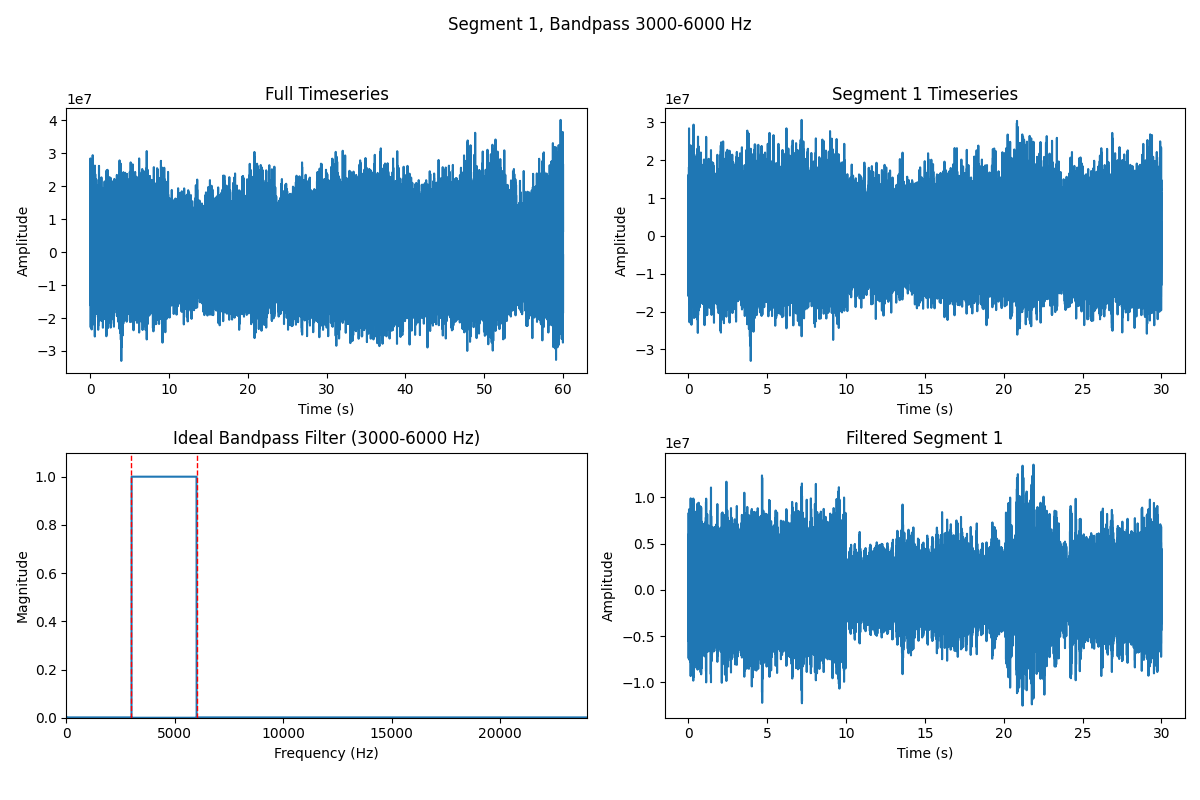 Segment 1, Bandpass 3000-6000 Hz
Full Timeseries
1e7
4
3
2
1
0
−1
−2
−3
Amplitude
0 10 20 30 40 50 60
Time (s)
Segment 1 Timeseries
1e7
3
2
1
0
−1
−2
−3
Amplitude
0 5 10 15 20 25 30
Time (s)
Ideal Bandpass Filter (3000-6000 Hz)
1.0
0.8
0.6
0.4
0.2
0.0
Magnitude
0 5000 10000 15000 20000
Frequency (Hz)
Filtered Segment 1
1e7
1.0
0.5
0.0
−0.5
−1.0
Amplitude
0 5 10 15 20 25 30
Time (s)